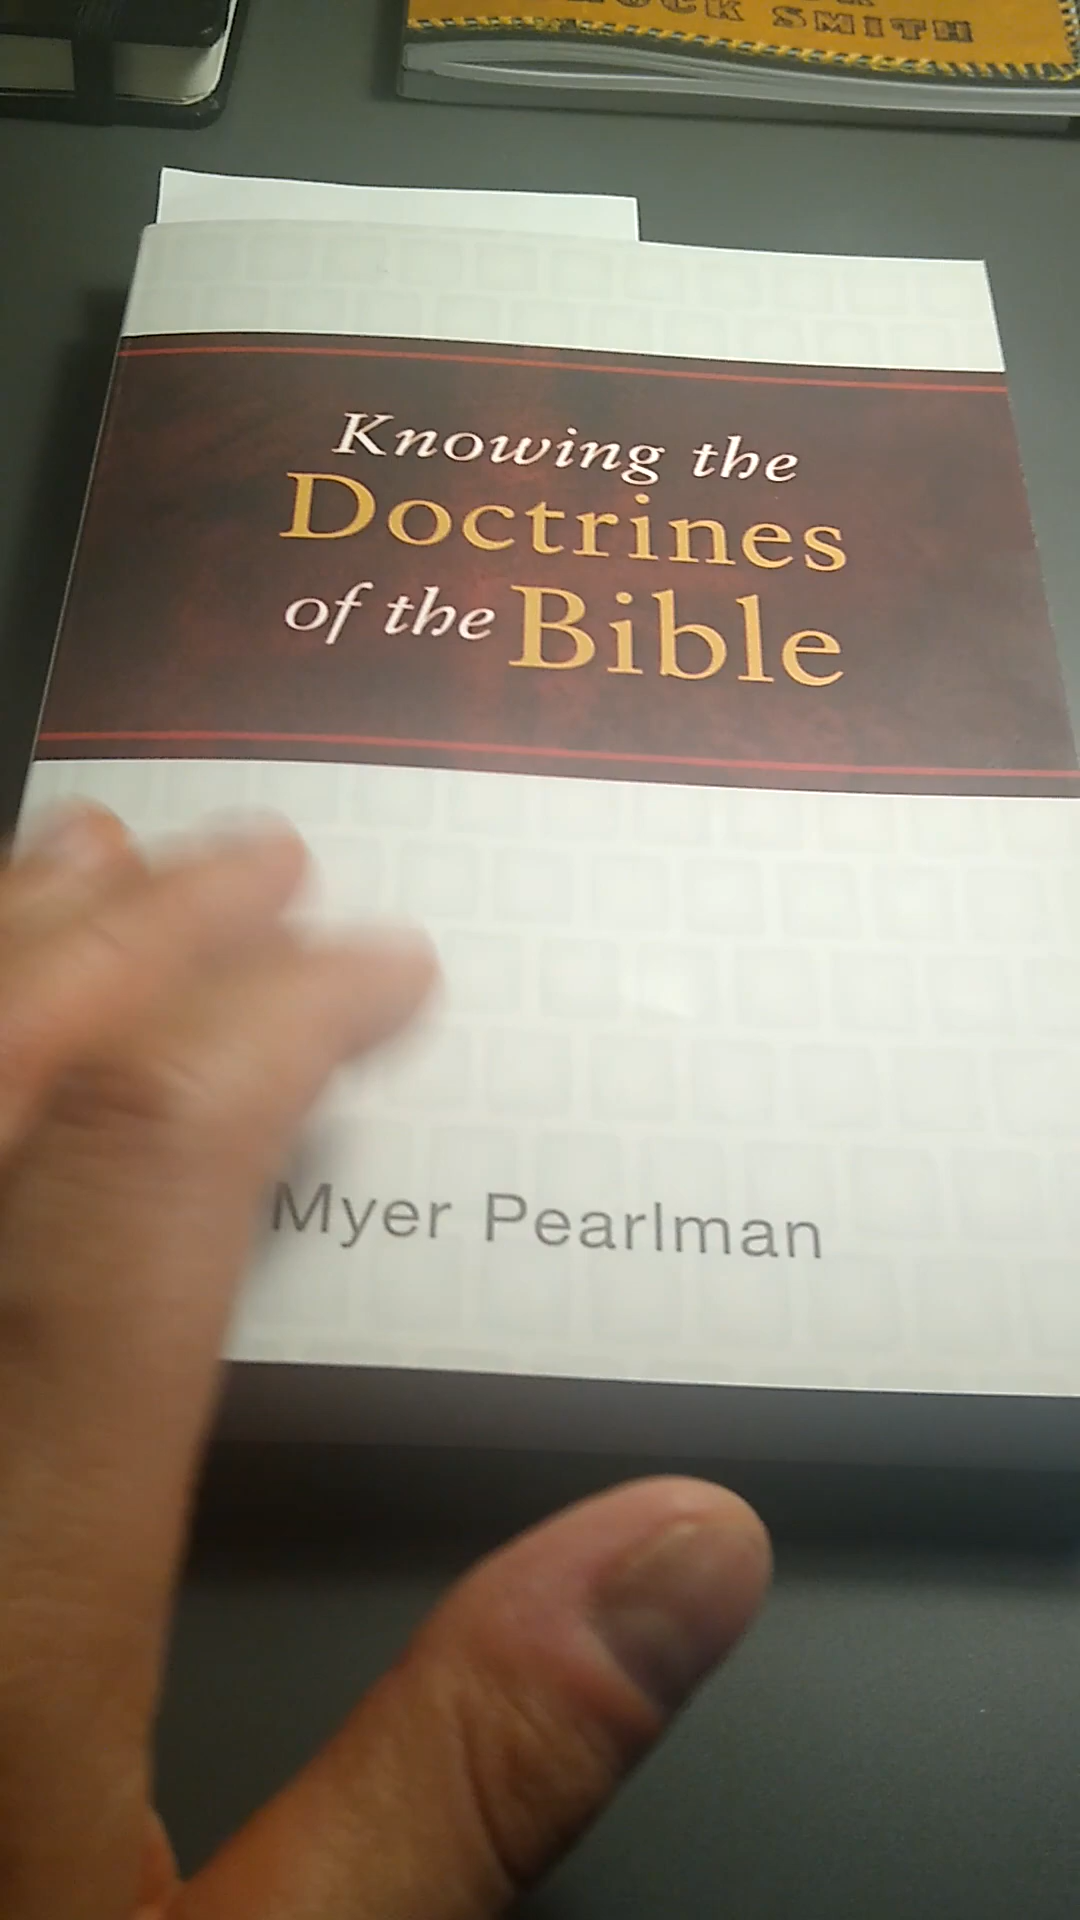 SMITH
Knowing the
Doctrines
of the Bible
Myer Pearlman